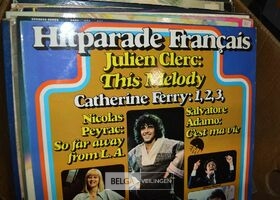 Hitparade Français
Julien Clerc:
This Melody
Catherine Ferry: 1, 2, 3,
Nicolas
Peyrac:
So far away
from L.A.
Salvatore
Adamo:
C'est ma vie
BELG
VEILINGEN